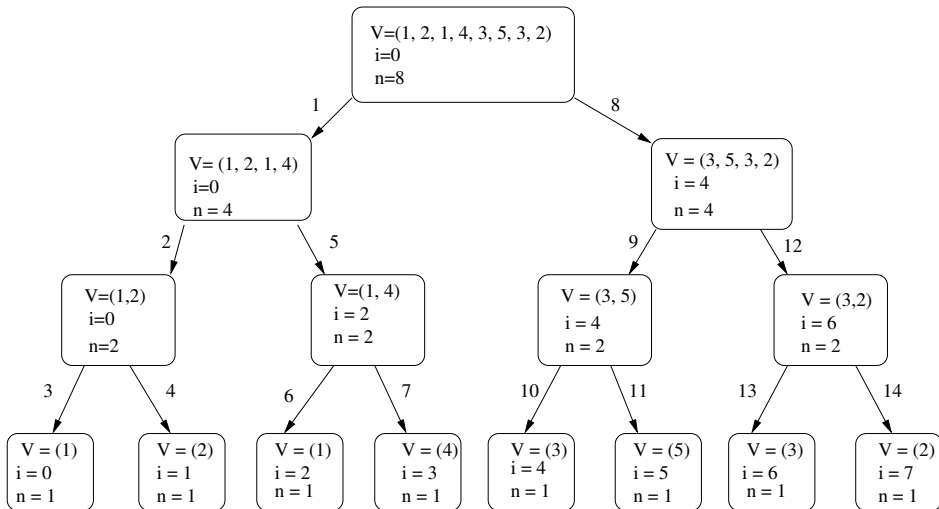 V=(1, 2, 1, 4, 3, 5, 3, 2)
i=0
n=8
1
8
V= (1, 2, 1, 4)
i=0
n = 4
V = (3, 5, 3, 2)
i = 4
n = 4
2
5
9
12
V=(1,2)
i=0
n=2
V=(1, 4)
i = 2
n = 2
V = (3, 5)
i = 4
n = 2
V = (3,2)
i = 6
n = 2
3
4
6
7
10
11
13
14
V = (1)
i = 0
n = 1
V = (2)
i = 1
n = 1
V = (1)
i = 2
n = 1
V = (4)
i = 3
n = 1
V = (3)
i = 4
n = 1
V = (5)
i = 5
n = 1
V = (3)
i = 6
n = 1
V = (2)
i = 7
n = 1